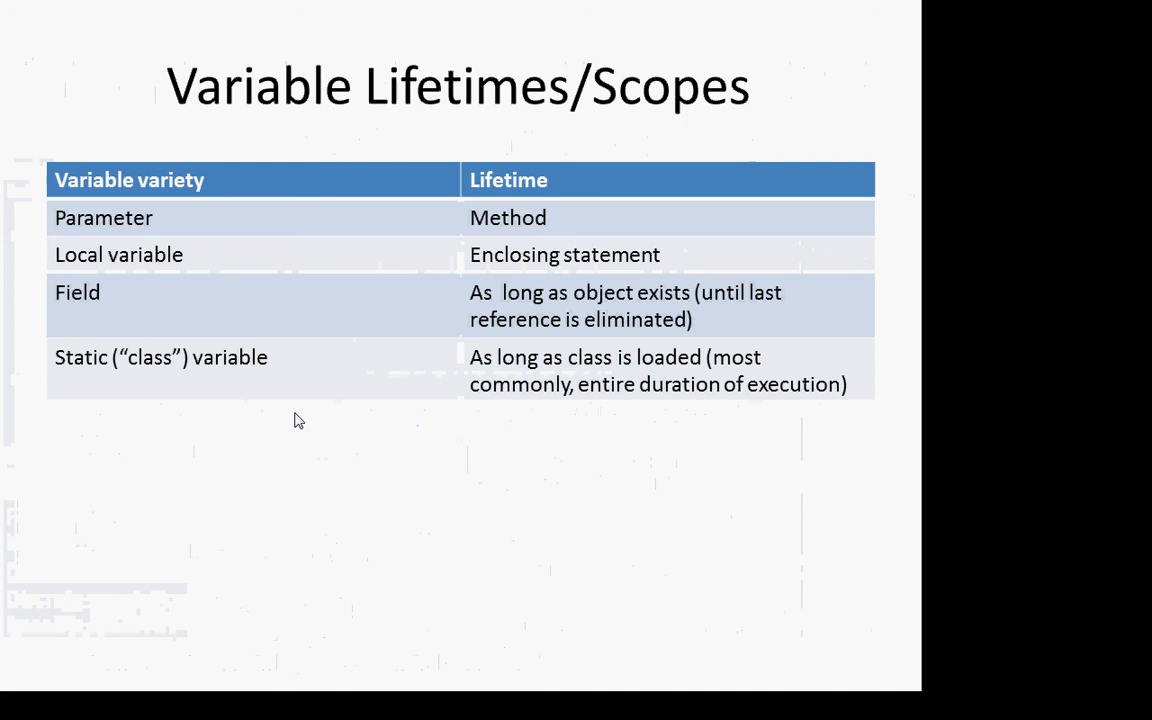 Variable Lifetimes/Scopes
Variable variety Lifetime
Parameter Method
Local variable Enclosing statement
Field As long as object exists (until last
reference is eliminated)
Static (“class”) variable As long as class is loaded (most
commonly, entire duration of execution)